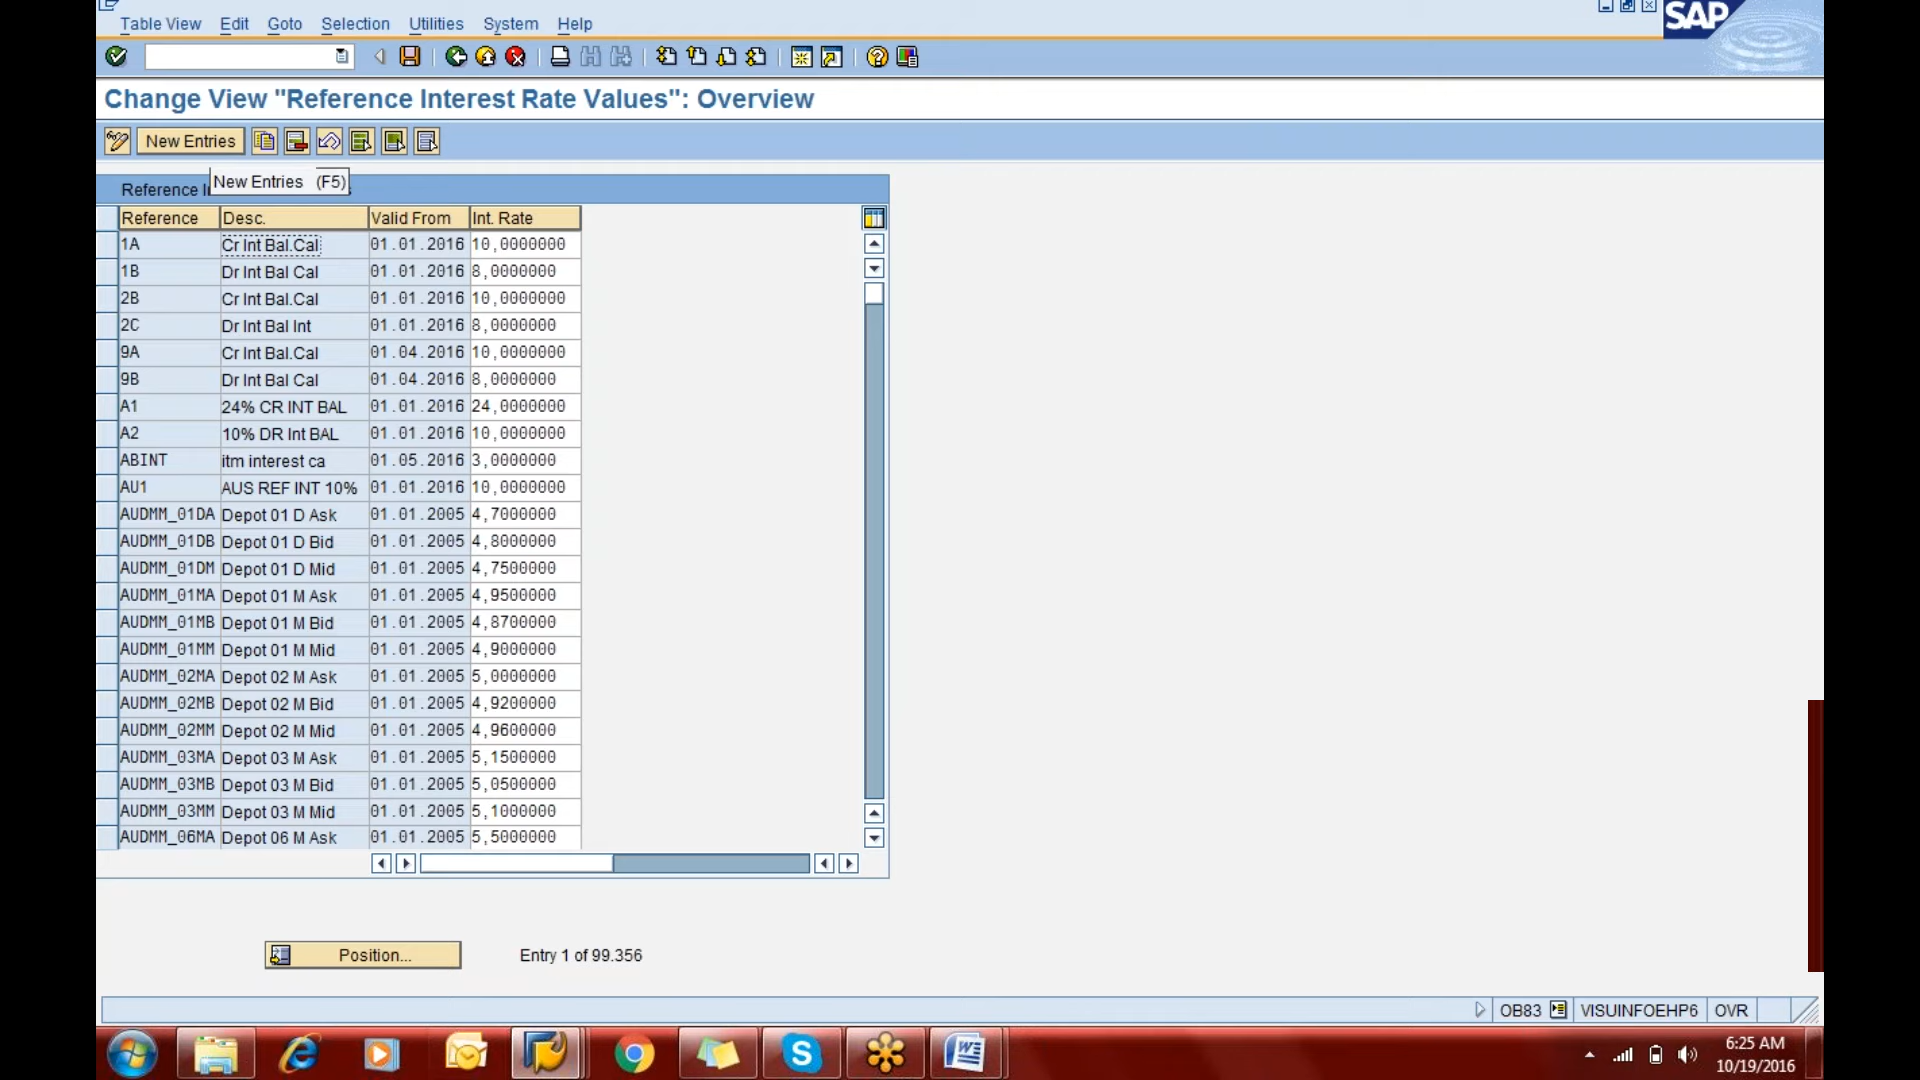 Table View Edit Goto Selection Utilities System Help
SAP
Change View "Reference Interest Rate Values": Overview
New Entries
New Entries (F5)
Reference I
Reference Desc. Valid From Int. Rate
1A Cr Int Bal.Cal 01.01.2016 10,0000000
1B Dr Int Bal Cal 01.01.2016 8,0000000
2B Cr Int Bal.Cal 01.01.2016 10,0000000
2C Dr Int Bal Int 01.01.2016 8,0000000
9A Cr Int Bal.Cal 01.04.2016 10,0000000
9B Dr Int Bal Cal 01.04.2016 8,0000000
A1 24% CR INT BAL 01.01.2016 24,0000000
A2 10% DR Int BAL 01.01.2016 10,0000000
ABINT itm interest ca 01.05.2016 3,0000000
AU1 AUS REF INT 10% 01.01.2016 10,0000000
AUDMM_01DA Depot 01 D Ask 01.01.2005 4,7000000
AUDMM_01DB Depot 01 D Bid 01.01.2005 4,8000000
AUDMM_01DM Depot 01 D Mid 01.01.2005 4,7500000
AUDMM_01MA Depot 01 M Ask 01.01.2005 4,9500000
AUDMM_01MB Depot 01 M Bid 01.01.2005 4,8700000
AUDMM_01MM Depot 01 M Mid 01.01.2005 4,9000000
AUDMM_02MA Depot 02 M Ask 01.01.2005 5,0000000
AUDMM_02MB Depot 02 M Bid 01.01.2005 4,9200000
AUDMM_02MM Depot 02 M Mid 01.01.2005 4,9600000
AUDMM_03MA Depot 03 M Ask 01.01.2005 5,1500000
AUDMM_03MB Depot 03 M Bid 01.01.2005 5,0500000
AUDMM_03MM Depot 03 M Mid 01.01.2005 5,1000000
AUDMM_06MA Depot 06 M Ask 01.01.2005 5,5000000
Position... Entry 1 of 99.356
OB83 VISUINFOEHP6 OVR
6:25 AM
10/19/2016